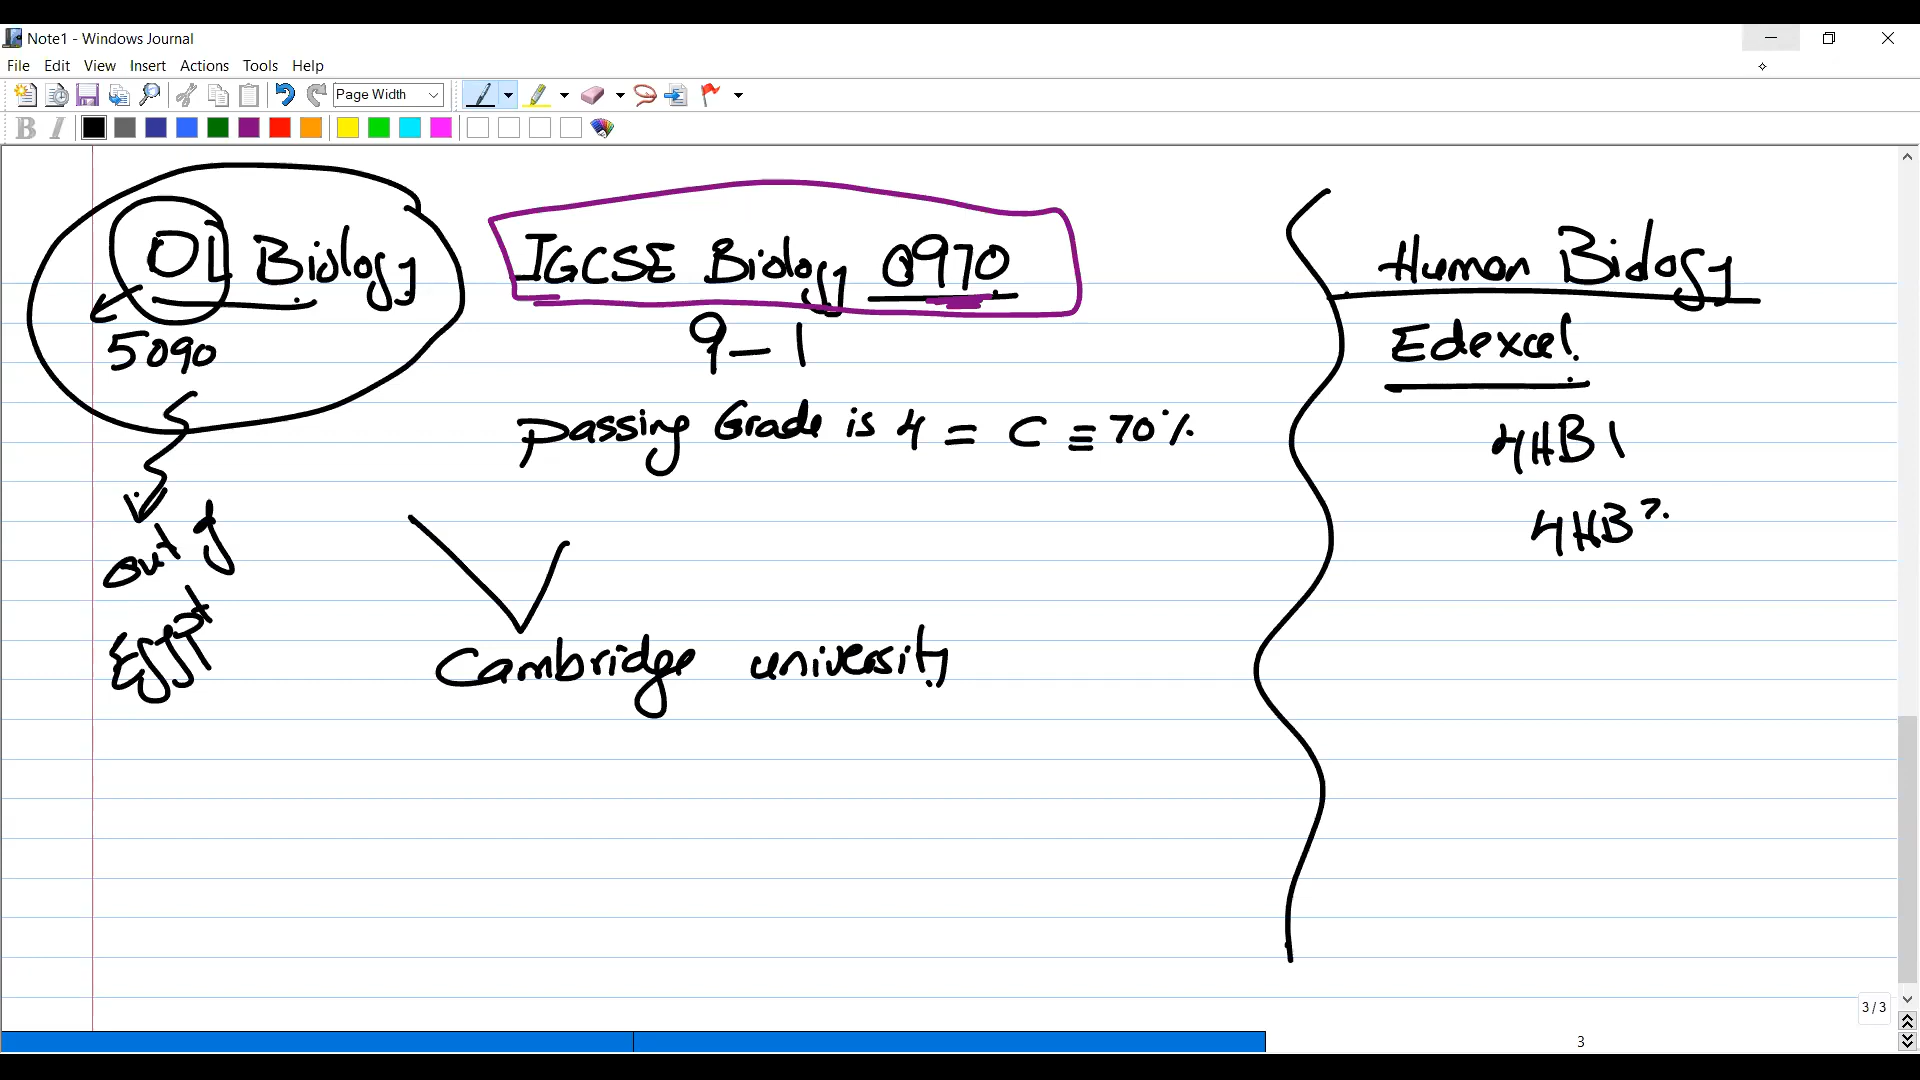 Note1 - Windows Journal
File Edit View Insert Actions Tools Help
Page Width
B I
OL Biology
5090
out of
Egypt
IGCSE Biology 0970
9 - 1
passing Grade is 4 = C ≡ 70%
Cambridge university
Human Biology
Edexcel
4HB1
4HB
3 / 3
3